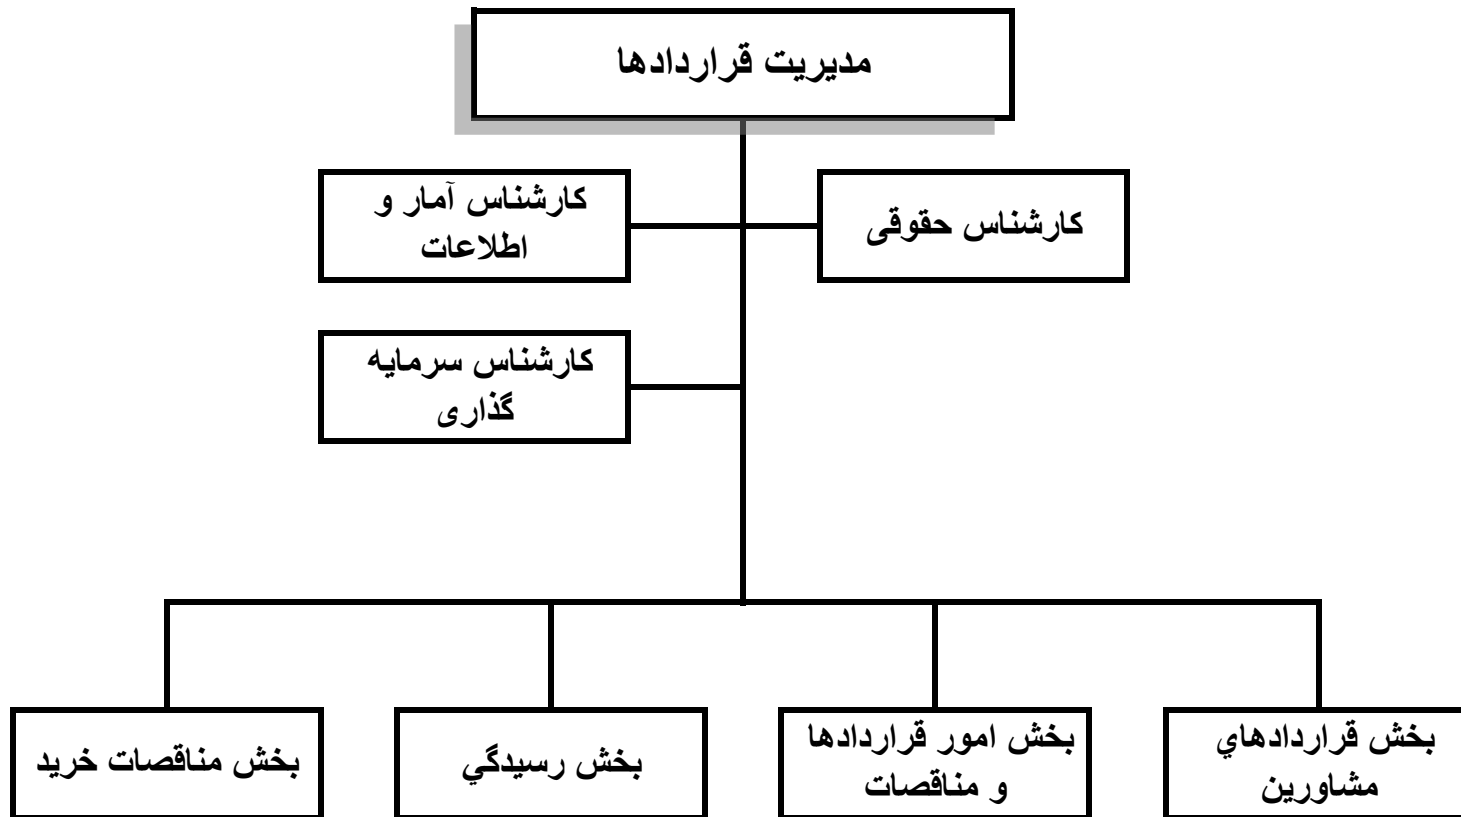 مدیریت قراردادها
کارشناس حقوقی
کارشناس آمار و
اطلاعات
کارشناس سرمایه
گذاری
بخش قراردادهاي
مشاورین
بخش امور قراردادها
و مناقصات
بخش رسیدگي
بخش مناقصات خرید